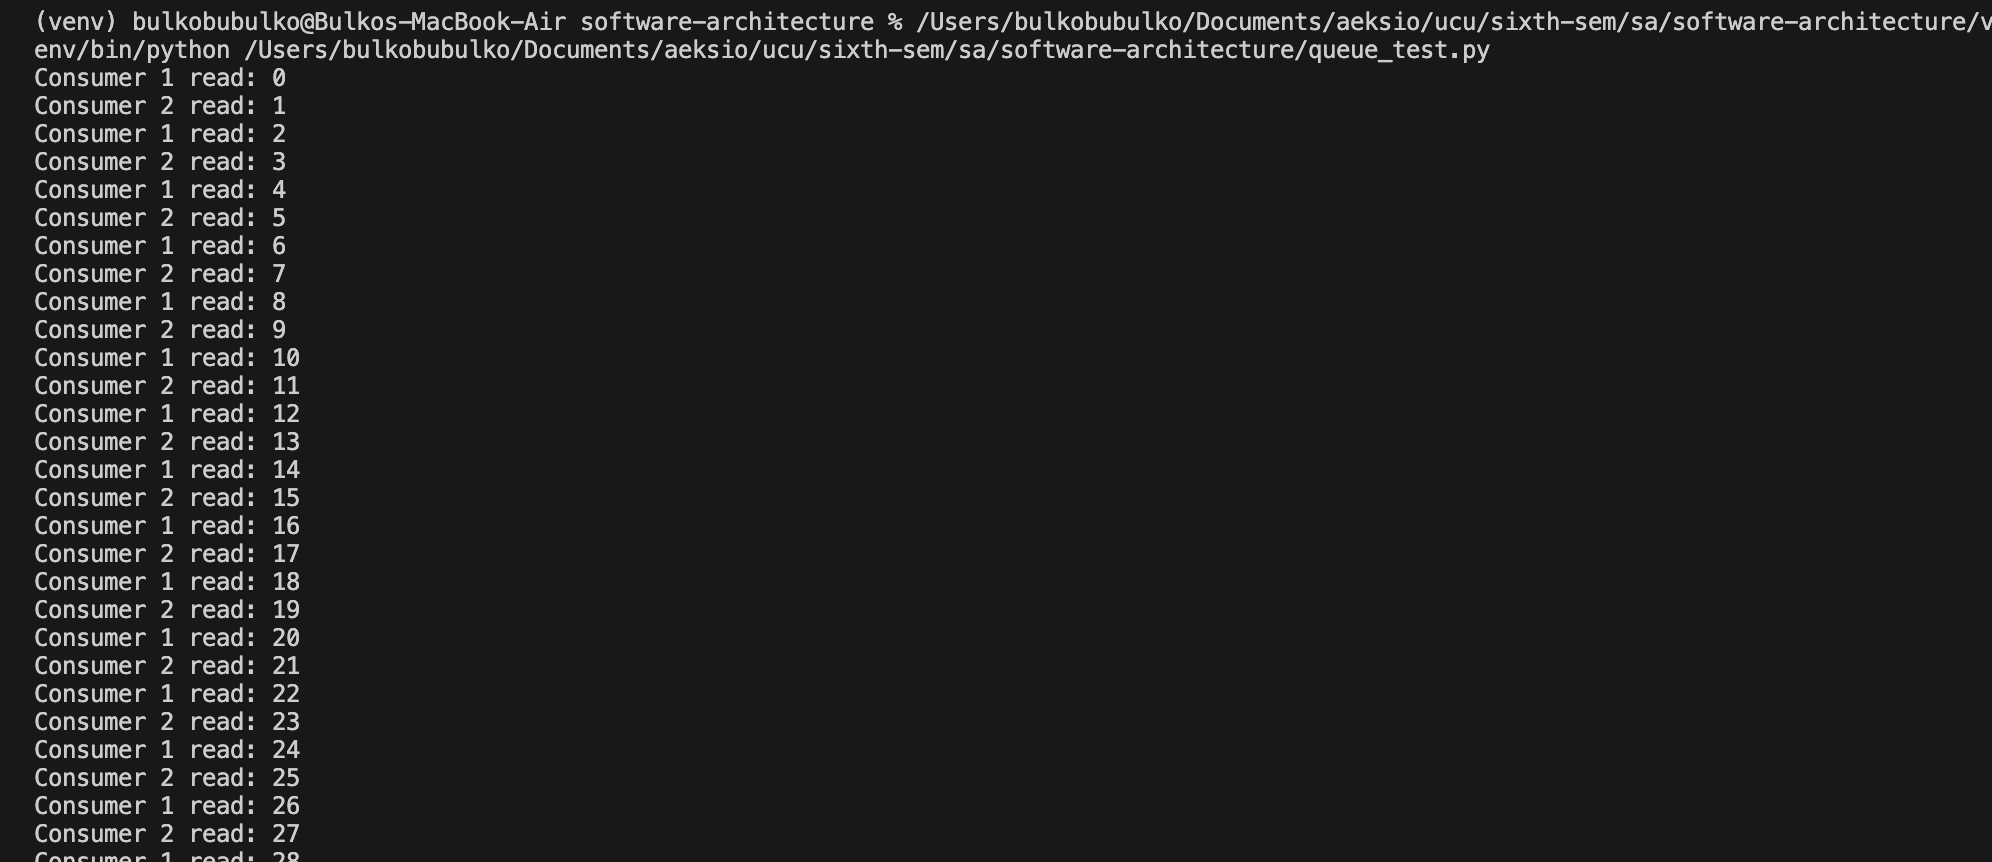 (venv) bulkobubulko@Bulkos-MacBook-Air software-architecture % /Users/bulkobubulko/Documents/aeksio/ucu/sixth-sem/sa/software-architecture/v
env/bin/python /Users/bulkobubulko/Documents/aeksio/ucu/sixth-sem/sa/software-architecture/queue_test.py
Consumer 1 read: 0
Consumer 2 read: 1
Consumer 1 read: 2
Consumer 2 read: 3
Consumer 1 read: 4
Consumer 2 read: 5
Consumer 1 read: 6
Consumer 2 read: 7
Consumer 1 read: 8
Consumer 2 read: 9
Consumer 1 read: 10
Consumer 2 read: 11
Consumer 1 read: 12
Consumer 2 read: 13
Consumer 1 read: 14
Consumer 2 read: 15
Consumer 1 read: 16
Consumer 2 read: 17
Consumer 1 read: 18
Consumer 2 read: 19
Consumer 1 read: 20
Consumer 2 read: 21
Consumer 1 read: 22
Consumer 2 read: 23
Consumer 1 read: 24
Consumer 2 read: 25
Consumer 1 read: 26
Consumer 2 read: 27
Consumer 1 read: 28